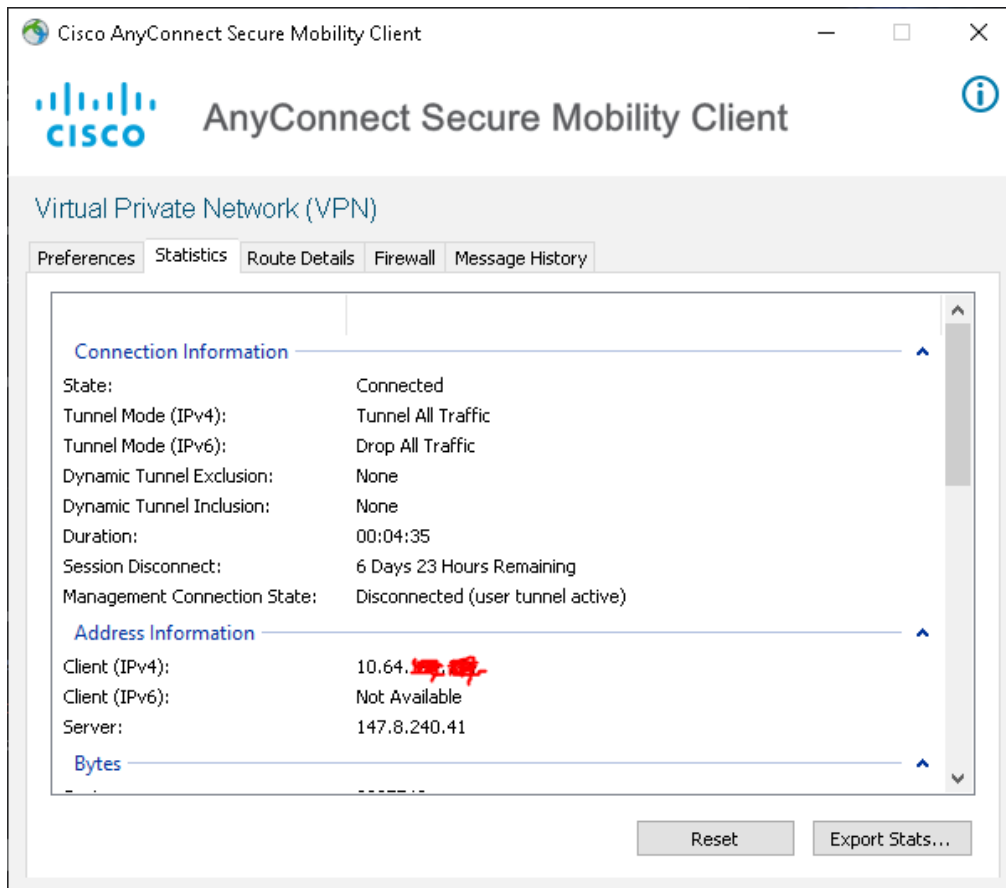 Cisco AnyConnect Secure Mobility Client
CISCO
AnyConnect Secure Mobility Client
Virtual Private Network (VPN)
Preferences Statistics Route Details Firewall Message History
Connection Information
State: Connected
Tunnel Mode (IPv4): Tunnel All Traffic
Tunnel Mode (IPv6): Drop All Traffic
Dynamic Tunnel Exclusion: None
Dynamic Tunnel Inclusion: None
Duration: 00:04:35
Session Disconnect: 6 Days 23 Hours Remaining
Management Connection State: Disconnected (user tunnel active)
Address Information
Client (IPv4): 10.64.
Client (IPv6): Not Available
Server: 147.8.240.41
Bytes
Reset Export Stats...